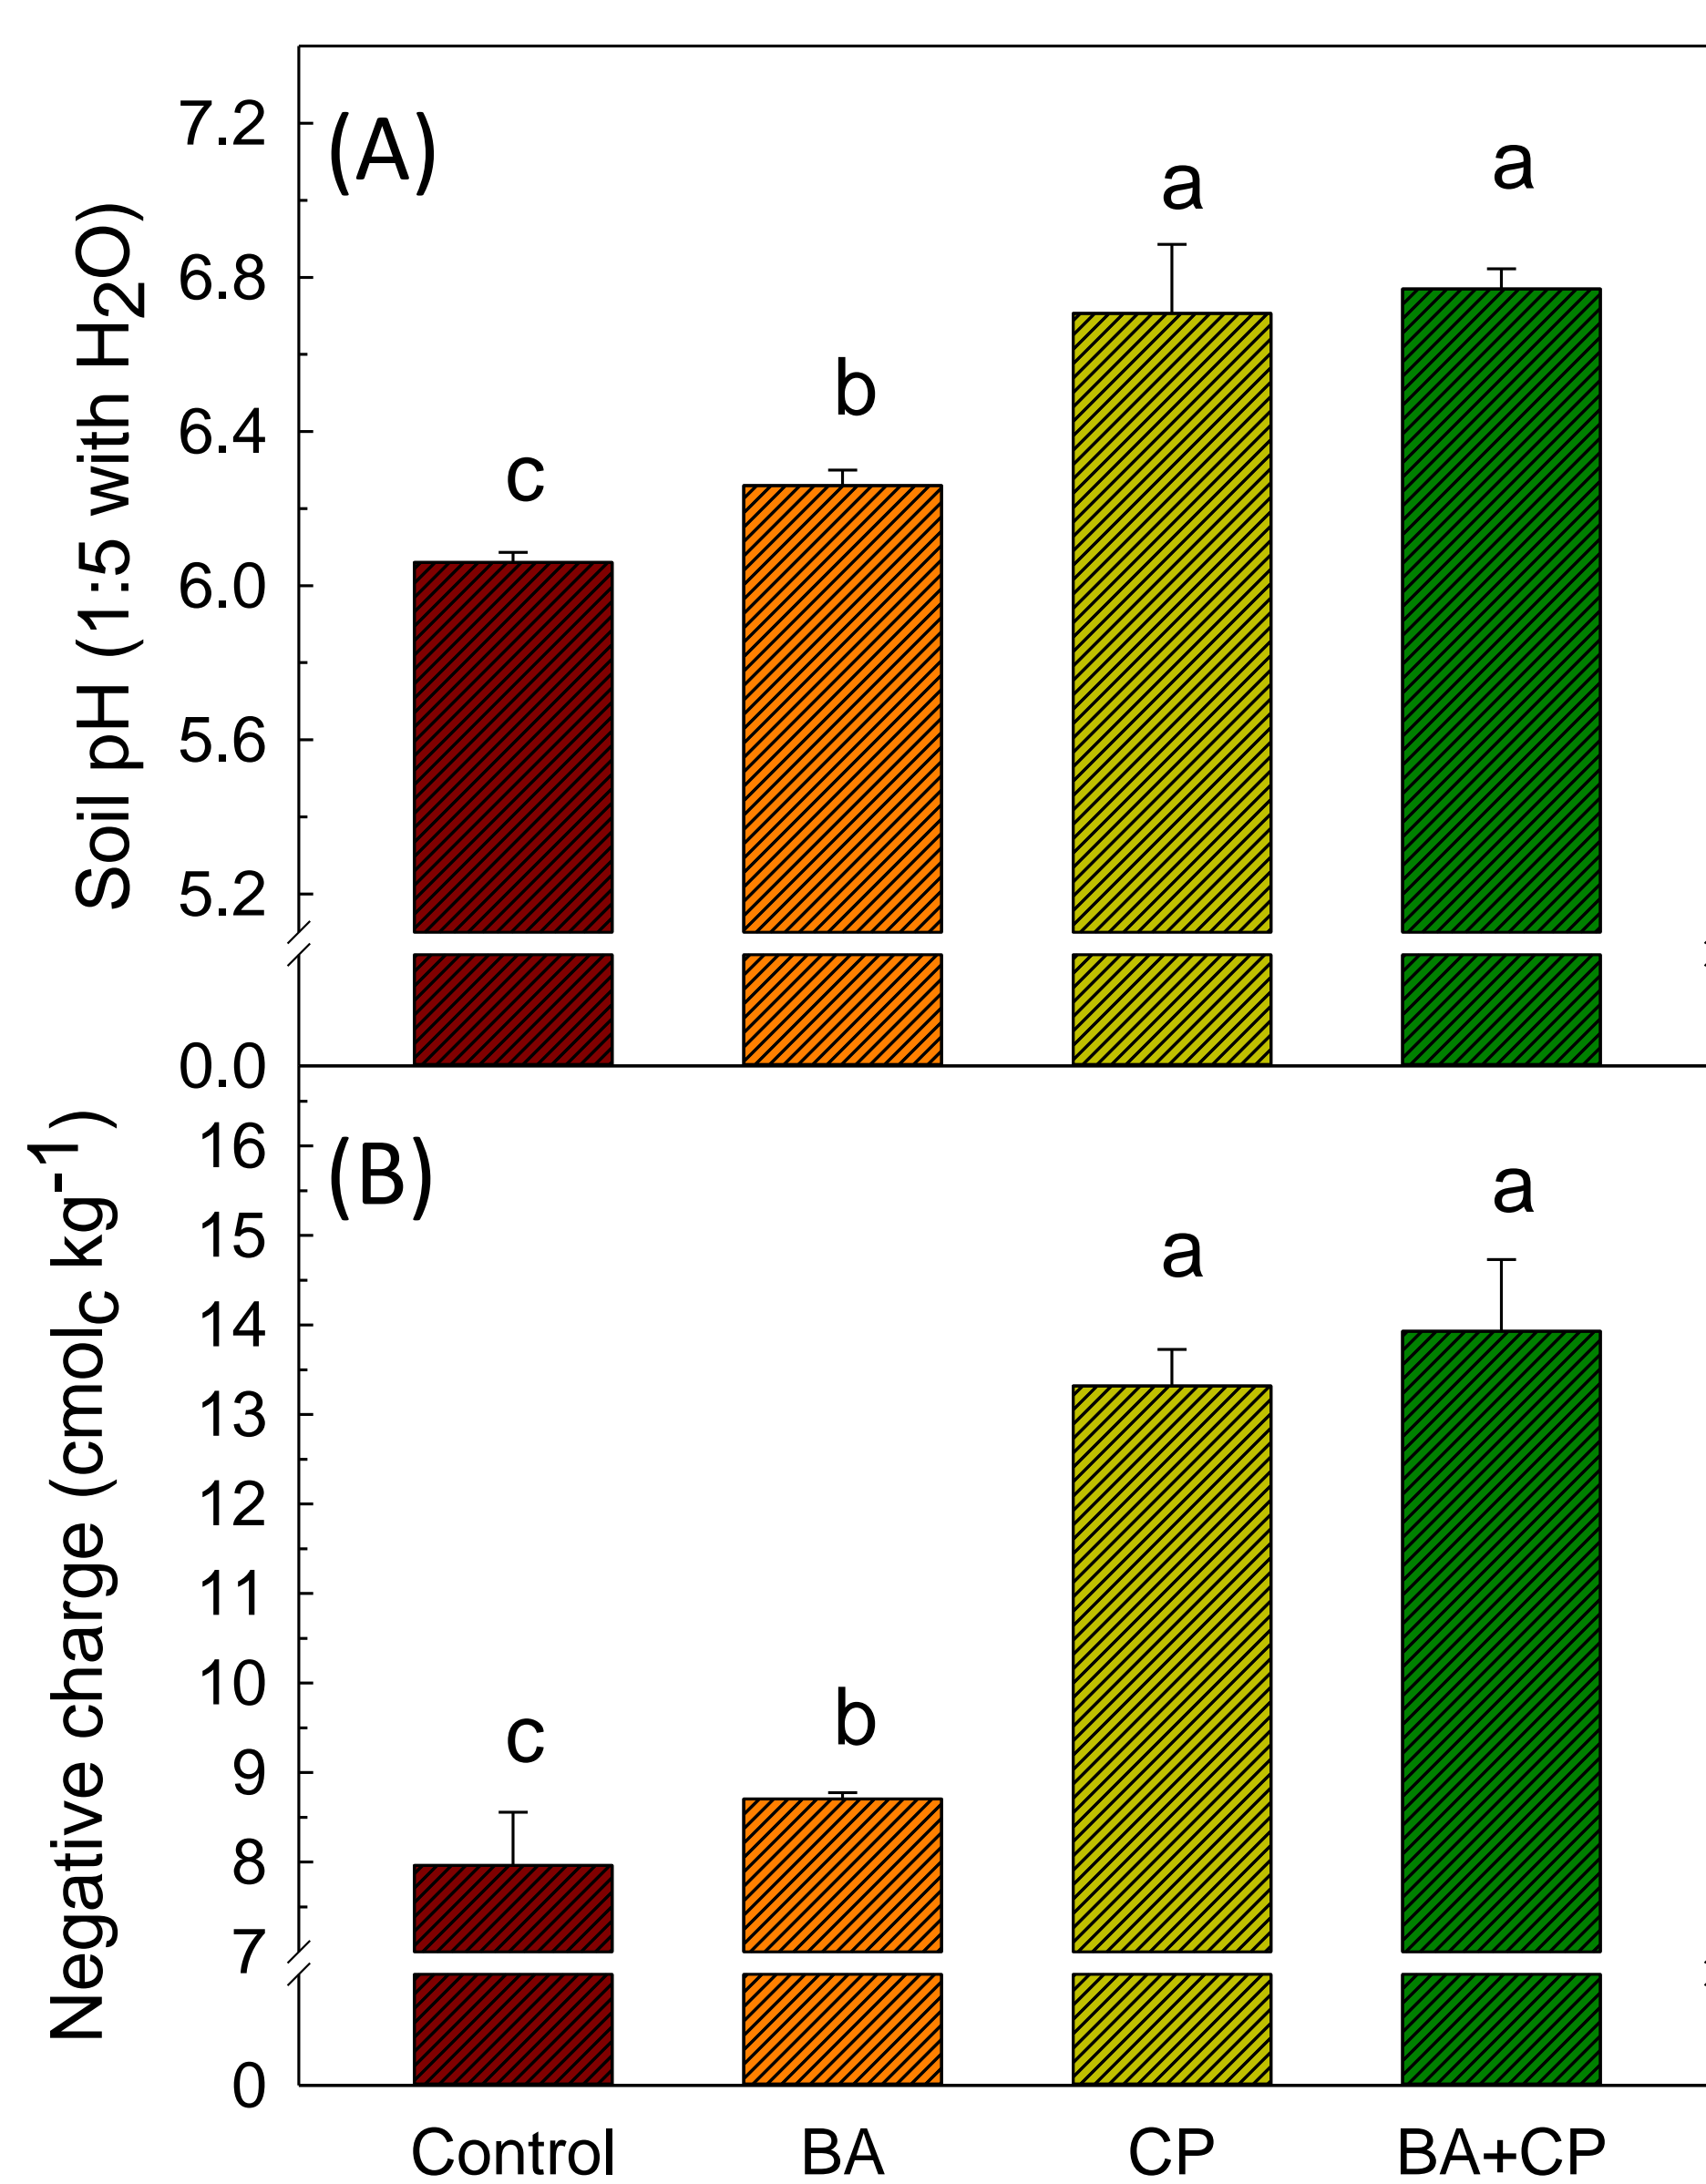 Soil pH (1:5 with H2O)
(A)
7.2
6.8
6.4
6.0
5.6
5.2
0.0
c
b
a
a
Negative charge (cmolc kg-1)
(B)
16
15
14
13
12
11
10
9
8
7
0
c
b
a
a
Control BA CP BA+CP